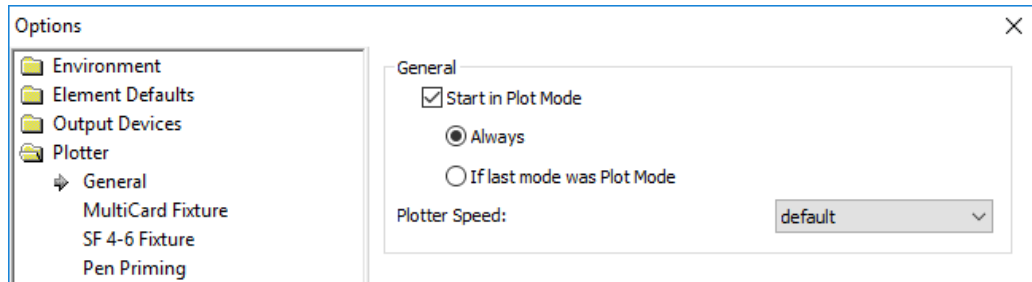 Options
Environment
Element Defaults
Output Devices
Plotter
General
MultiCard Fixture
SF 4-6 Fixture
Pen Priming
General
Start in Plot Mode
Always
If last mode was Plot Mode
Plotter Speed:
default